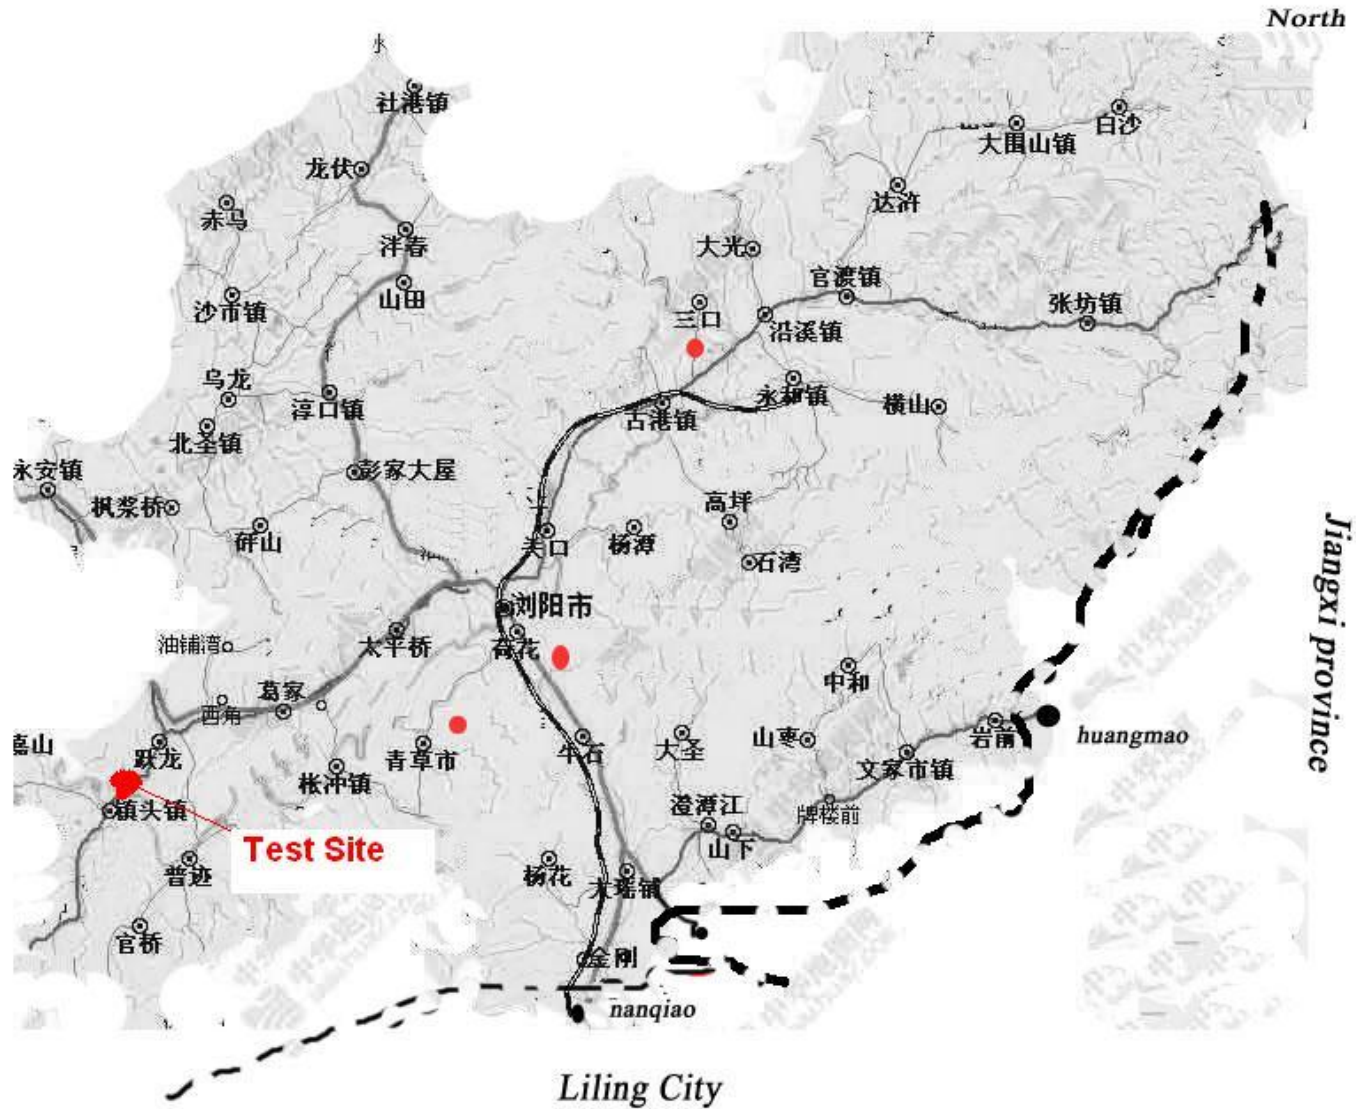 North
社港镇
白沙
大围山镇
龙伏
达浒
赤马
泮春
大光
官渡镇
山田
张坊镇
沙市镇
三口
沿溪镇
乌龙
淳口镇
永和镇
横山
古港镇
北圣镇
永安镇
彭家大屋
枫浆桥
高坪
砰山
关口
杨潭
石湾
浏阳市
油铺湾
太平桥
荷花
Jiangxi province
中和
葛家
西角
岩前
huangmao
跃龙
牛石
大圣
山枣
青草市
文家市镇
枨冲镇
镇头镇
澄潭江
牌楼前
Test Site
山下
普迹
杨花
大瑶镇
官桥
金刚
nanqiao
Liling City